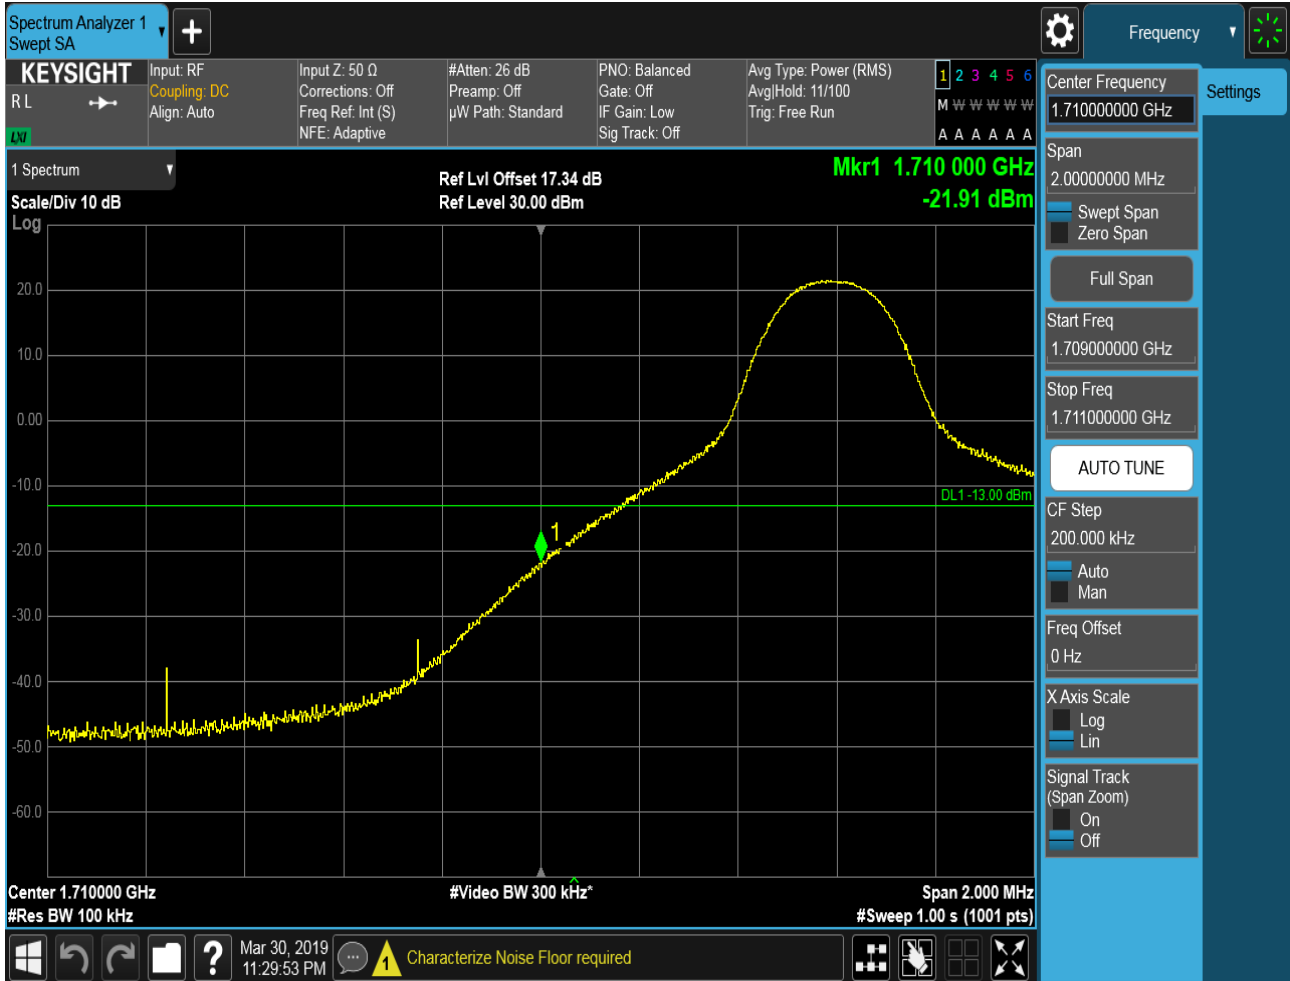 Spectrum Analyzer 1
Swept SA
Frequency
KEYSIGHT
R L
LXI
Input: RF
Coupling: DC
Align: Auto
Input Z: 50 Ω
Corrections: Off
Freq Ref: Int (S)
NFE: Adaptive
#Atten: 26 dB
Preamp: Off
µW Path: Standard
PNO: Balanced
Gate: Off
IF Gain: Low
Sig Track: Off
Avg Type: Power (RMS)
Avg|Hold: 11/100
Trig: Free Run
1 2 3 4 5 6
M W W W W W
A A A A A A
1 Spectrum
Scale/Div 10 dB
Log
Ref Lvl Offset 17.34 dB
Ref Level 30.00 dBm
Mkr1 1.710 000 GHz
-21.91 dBm
20.0
10.0
0.00
-10.0
-20.0
-30.0
-40.0
-50.0
-60.0
DL1 -13.00 dBm
1
Center 1.710000 GHz
#Res BW 100 kHz
#Video BW 300 kHz*
Span 2.000 MHz
#Sweep 1.00 s (1001 pts)
Center Frequency
1.710000000 GHz
Settings
Span
2.00000000 MHz
Swept Span
Zero Span
Full Span
Start Freq
1.709000000 GHz
Stop Freq
1.711000000 GHz
AUTO TUNE
CF Step
200.000 kHz
Auto
Man
Freq Offset
0 Hz
X Axis Scale
Log
Lin
Signal Track
(Span Zoom)
On
Off
?
Mar 30, 2019
11:29:53 PM
1
Characterize Noise Floor required